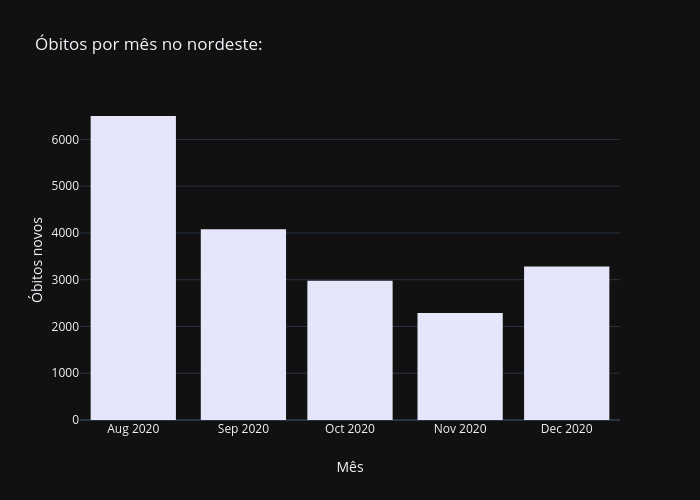 Óbitos por mês no nordeste:
6000
5000
4000
3000
2000
1000
0
Óbitos novos
Aug 2020
Sep 2020
Oct 2020
Nov 2020
Dec 2020
Mês